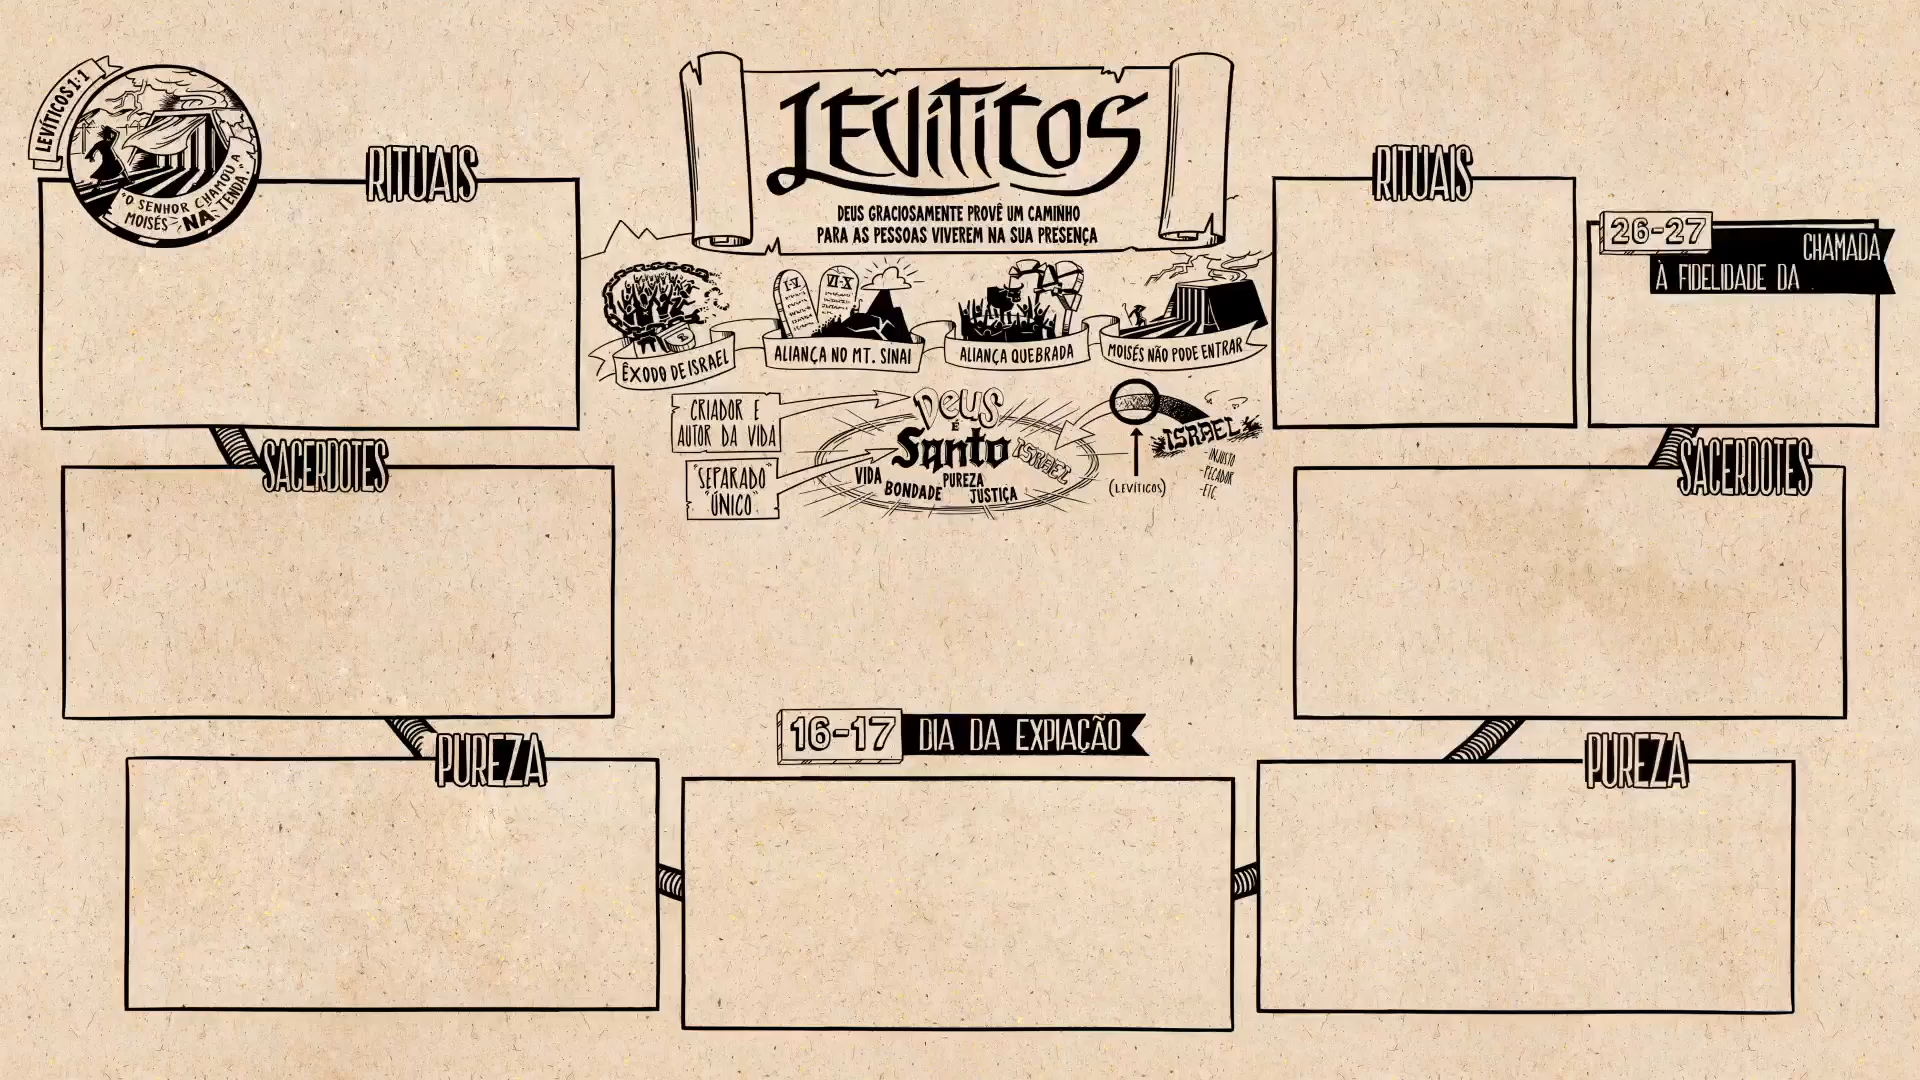 LEVÍTICOS 1:1
"O SENHOR CHAMOU A
MOISÉS NA TENDA."
RITUAIS
LEVÍTICOS
DEUS GRACIOSAMENTE PROVÊ UM CAMINHO
PARA AS PESSOAS VIVEREM NA SUA PRESENÇA
RITUAIS
26-27
CHAMADA
À FIDELIDADE DA
I-V
VI-X
ÊXODO DE ISRAEL
ALIANÇA NO MT. SINAI
ALIANÇA QUEBRADA
MOISÉS NÃO PODE ENTRAR
CRIADOR E
AUTOR DA VIDA
"SEPARADO"
"ÚNICO"
DEUS
É
Santo
ISRAEL
VIDA
BONDADE
PUREZA
JUSTIÇA
(LEVÍTICOS)
ISRAEL
-INJUSTO
-PECADOR
-ETC.
SACERDOTES
SACERDOTES
PUREZA
16-17 DIA DA EXPIAÇÃO
PUREZA